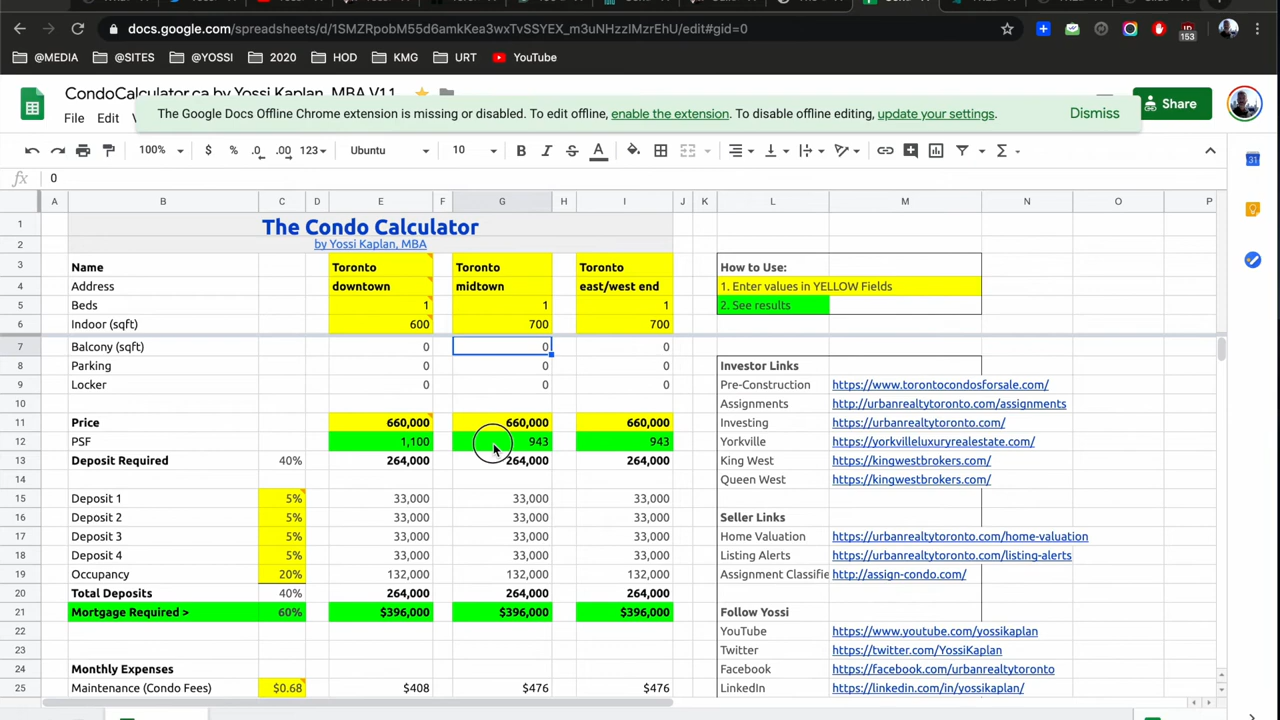 docs.google.com/spreadsheets/d/1SMZRpobM55d6amkKea3wxTvSSYEX_m3uNHzzIMzrEhU/edit#gid=0
153
@MEDIA @SITES @YOSSI 2020 HOD KMG URT YouTube
CondoCalculator.ca by Yossi Kaplan, MBA V11
The Google Docs Offline Chrome extension is missing or disabled. To edit offline, enable the extension. To disable offline editing, update your settings. Dismiss
Share
File Edit
100% $ % .0 .00 123 Ubuntu 10 B I S A
fx 0
A B C D E F G H I J K L M N O P
1 The Condo Calculator
2 by Yossi Kaplan, MBA
3 Name Toronto Toronto Toronto How to Use:
4 Address downtown midtown east/west end 1. Enter values in YELLOW Fields
5 Beds 1 1 1 2. See results
6 Indoor (sqft) 600 700 700
7 Balcony (sqft) 0 0 0
8 Parking 0 0 0 Investor Links
9 Locker 0 0 0 Pre-Construction https://www.torontocondosforsale.com/
10 Assignments http://urbanrealtytoronto.com/assignments
11 Price 660,000 660,000 660,000 Investing https://urbanrealtytoronto.com/
12 PSF 1,100 943 943 Yorkville https://yorkvilleluxuryrealestate.com/
13 Deposit Required 40% 264,000 264,000 264,000 King West https://kingwestbrokers.com/
14 Queen West https://kingwestbrokers.com/
15 Deposit 1 5% 33,000 33,000 33,000
16 Deposit 2 5% 33,000 33,000 33,000 Seller Links
17 Deposit 3 5% 33,000 33,000 33,000 Home Valuation https://urbanrealtytoronto.com/home-valuation
18 Deposit 4 5% 33,000 33,000 33,000 Listing Alerts https://urbanrealtytoronto.com/listing-alerts
19 Occupancy 20% 132,000 132,000 132,000 Assignment Classifie http://assign-condo.com/
20 Total Deposits 40% 264,000 264,000 264,000
21 Mortgage Required > 60% $396,000 $396,000 $396,000 Follow Yossi
22 YouTube https://www.youtube.com/yossikaplan
23 Twitter https://twitter.com/YossiKaplan
24 Monthly Expenses Facebook https://facebook.com/urbanrealtytoronto
25 Maintenance (Condo Fees) $0.68 $408 $476 $476 LinkedIn https://linkedin.com/in/yossikaplan/